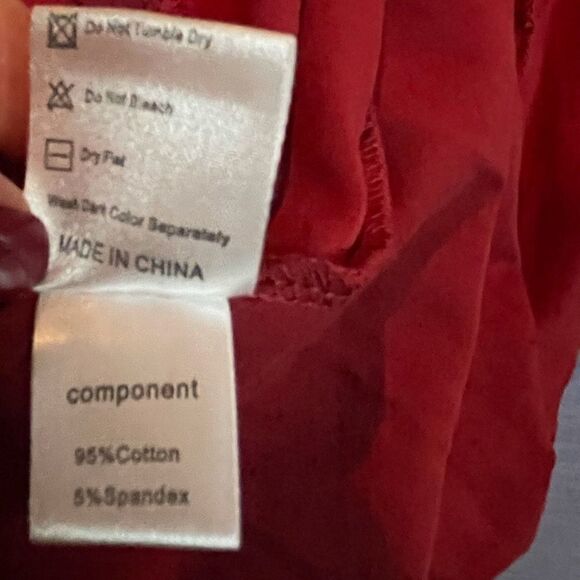 Do Not Tumble Dry
Do Not Bleach
Dry Flat
Wash Dark Color Separately
MADE IN CHINA
component
95%Cotton
5%Spandex